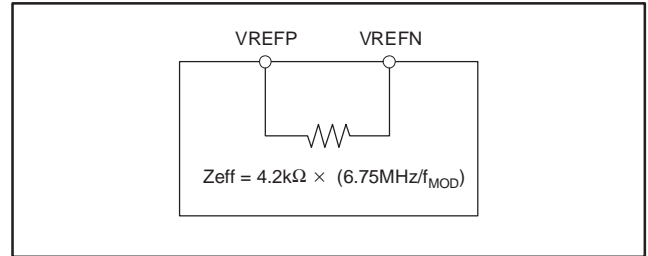 VREFP VREFN
Zeff = 4.2kΩ × (6.75MHz/fMOD)